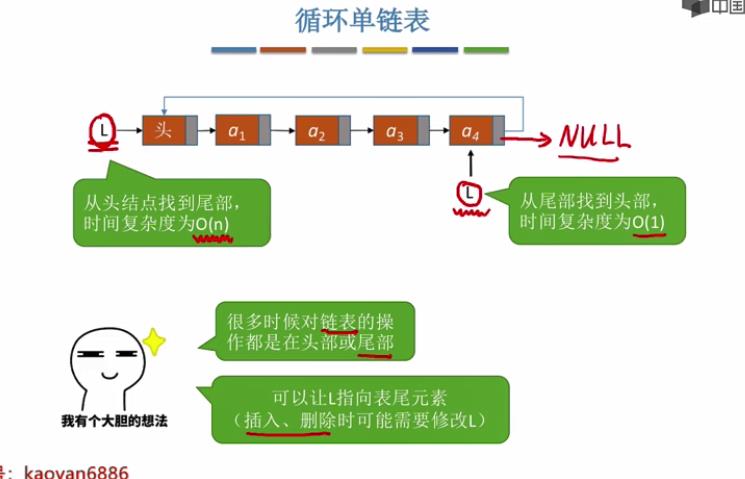 循环单链表
中国
L
头
a1
a2
a3
a4
NULL
从头结点找到尾部，
时间复杂度为O(n)
L
从尾部找到头部，
时间复杂度为O(1)
很多时候对链表的操
作都是在头部或尾部
可以让L指向表尾元素
（插入、删除时可能需要修改L）
我有个大胆的想法
号：kaoyan6886